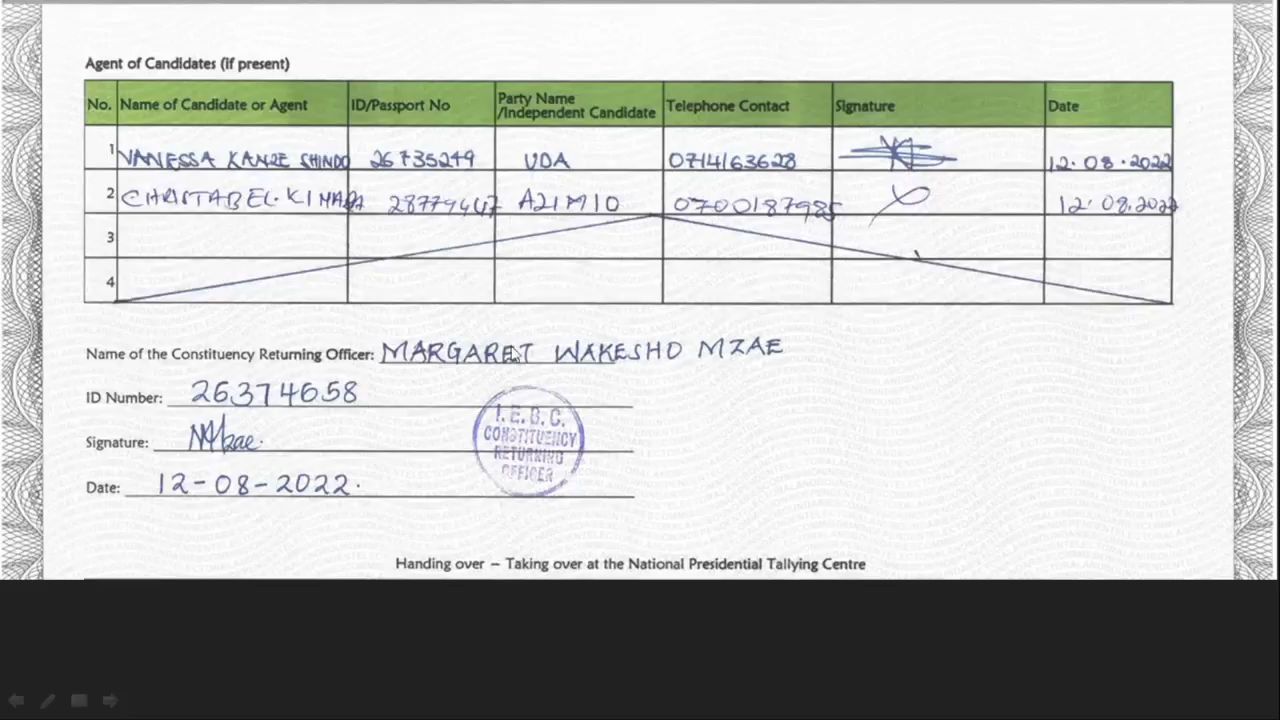 Agent of Candidates (if present)
No. Name of Candidate or Agent ID/Passport No Party Name /Independent Candidate Telephone Contact Signature Date
1 VANESSA KANZE SHINDO 26735249 UDA 0714163628 12.08.2022
2 CHRISTABEL KINARA 28779447 AZIMIO 0700187985 12.08.2022
3
4
Name of the Constituency Returning Officer: MARGARET WAKESHO MZAE
ID Number: 26374658
Signature: Mzae.
Date: 12-08-2022.
I.E.B.C.
CONSTITUENCY
RETURNING
OFFICER
Handing over – Taking over at the National Presidential Tallying Centre